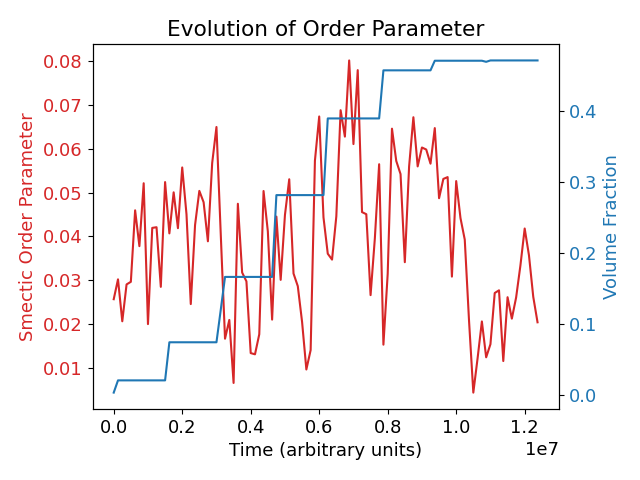 Evolution of Order Parameter
Smectic Order Parameter
0.08
0.07
0.06
0.05
0.04
0.03
0.02
0.01
0.4
0.3
0.2
0.1
0.0
Volume Fraction
0.0 0.2 0.4 0.6 0.8 1.0 1.2
1e7
Time (arbitrary units)